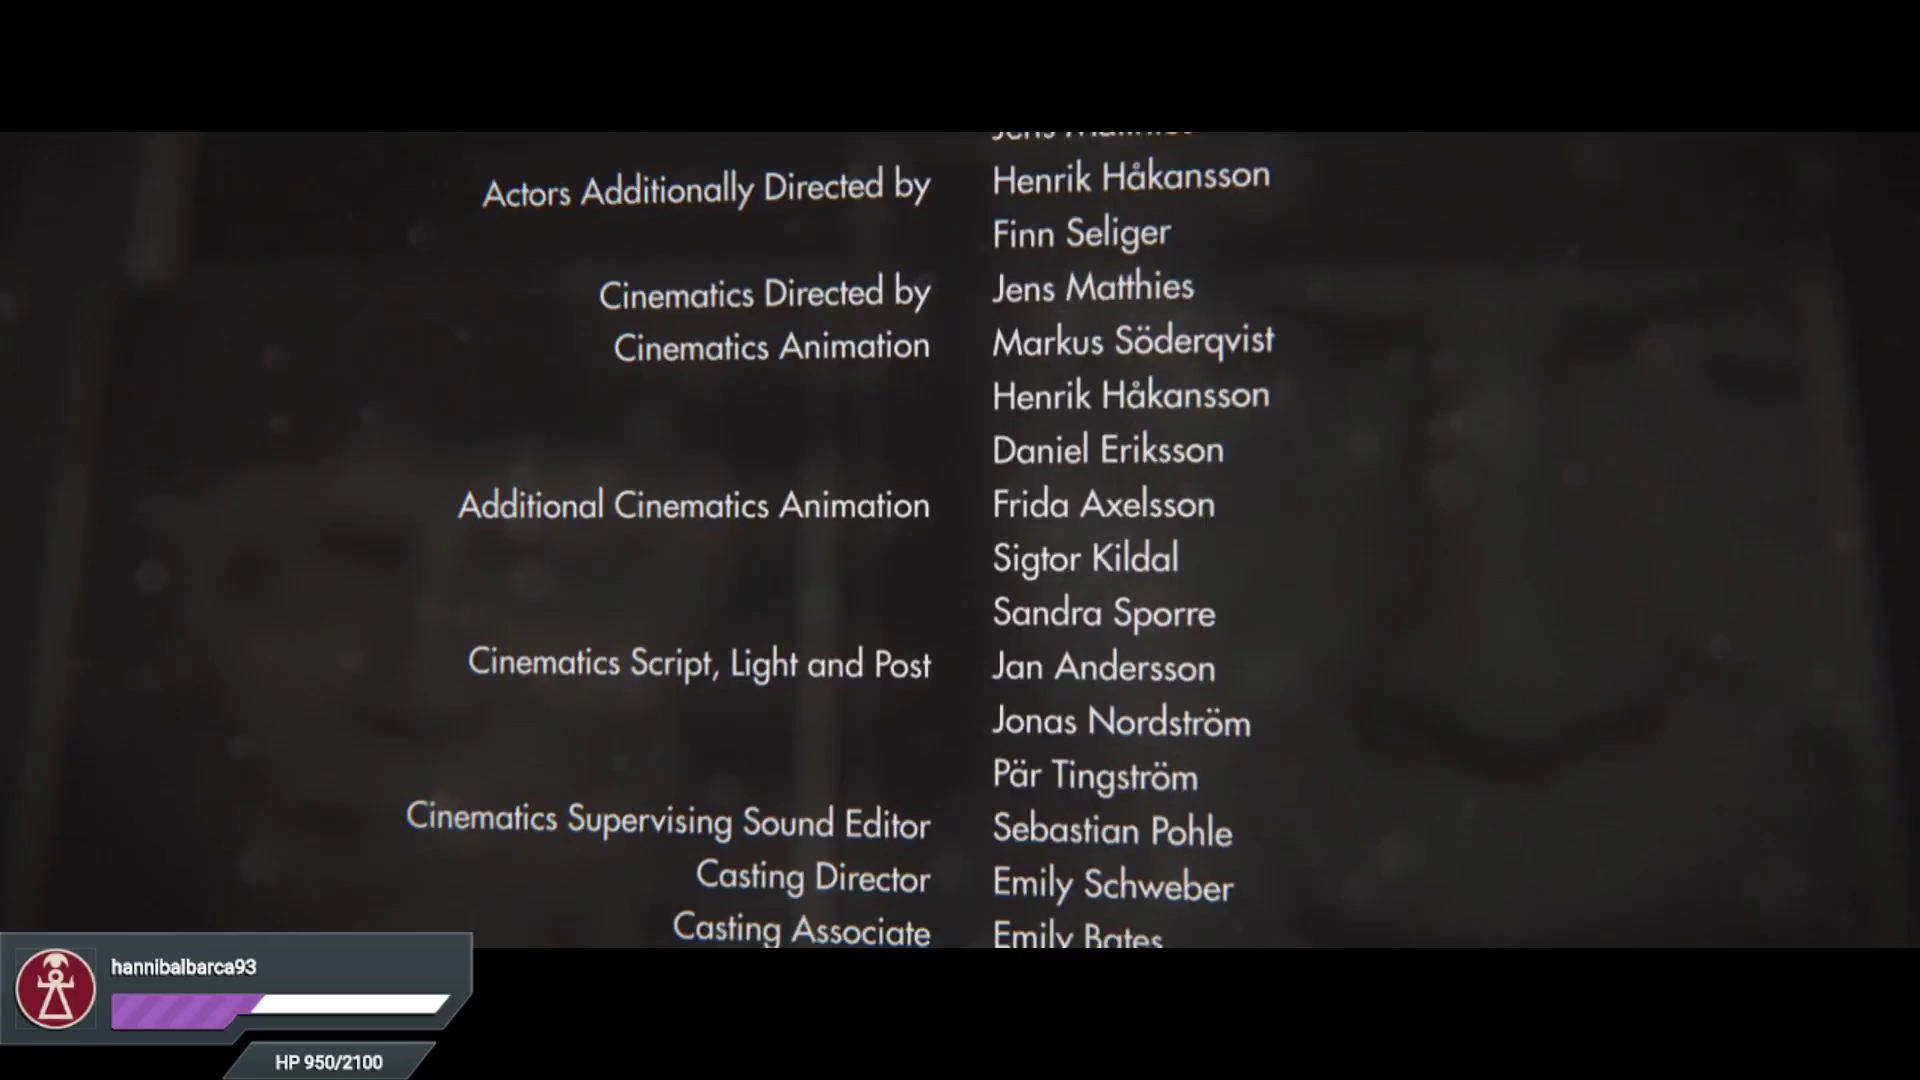 Actors Additionally Directed by Henrik Håkansson
Finn Seliger
Cinematics Directed by Jens Matthies
Cinematics Animation Markus Söderqvist
Henrik Håkansson
Daniel Eriksson
Additional Cinematics Animation Frida Axelsson
Sigtor Kildal
Sandra Sporre
Cinematics Script, Light and Post Jan Andersson
Jonas Nordström
Pär Tingström
Cinematics Supervising Sound Editor Sebastian Pohle
Casting Director Emily Schweber
Casting Associate Emily Bates
hannibalbarca93
HP 950/2100